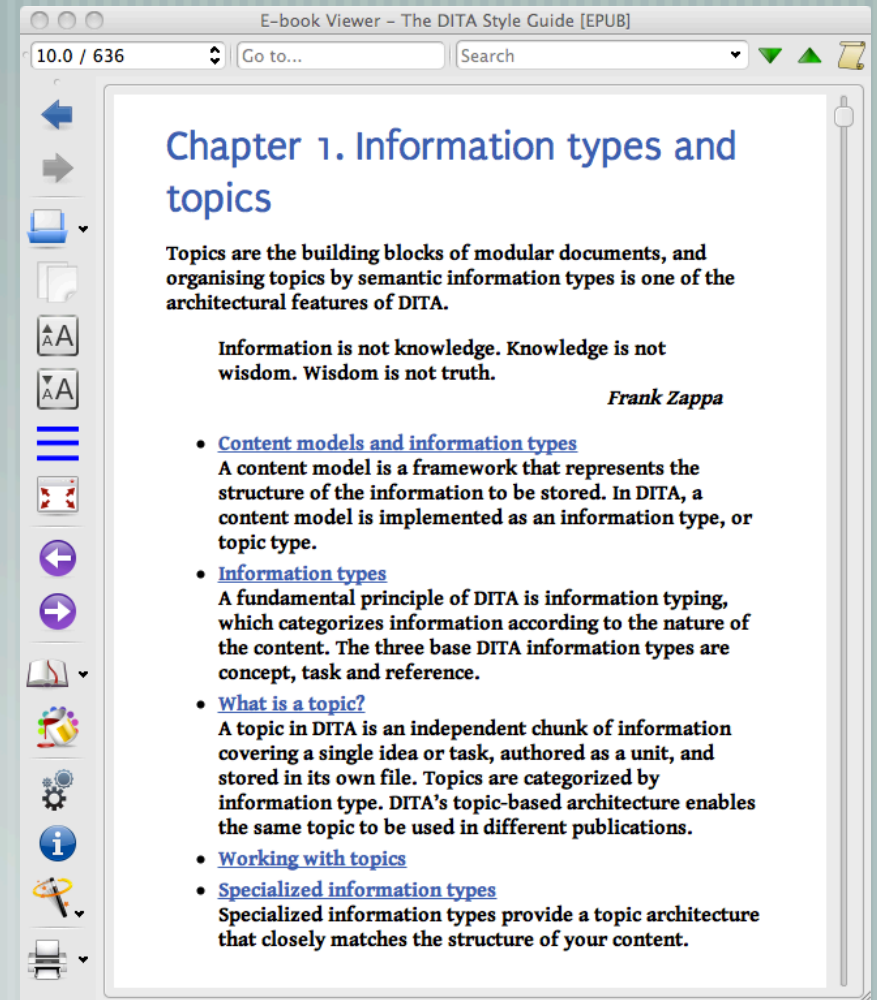 E-book Viewer – The DITA Style Guide [EPUB]
10.0 / 636 Go to... Search
Chapter 1. Information types and
topics
Topics are the building blocks of modular documents, and
organising topics by semantic information types is one of the
architectural features of DITA.
Information is not knowledge. Knowledge is not
wisdom. Wisdom is not truth.
Frank Zappa
• Content models and information types
A content model is a framework that represents the
structure of the information to be stored. In DITA, a
content model is implemented as an information type, or
topic type.
• Information types
A fundamental principle of DITA is information typing,
which categorizes information according to the nature of
the content. The three base DITA information types are
concept, task and reference.
• What is a topic?
A topic in DITA is an independent chunk of information
covering a single idea or task, authored as a unit, and
stored in its own file. Topics are categorized by
information type. DITA's topic-based architecture enables
the same topic to be used in different publications.
• Working with topics
• Specialized information types
Specialized information types provide a topic architecture
that closely matches the structure of your content.